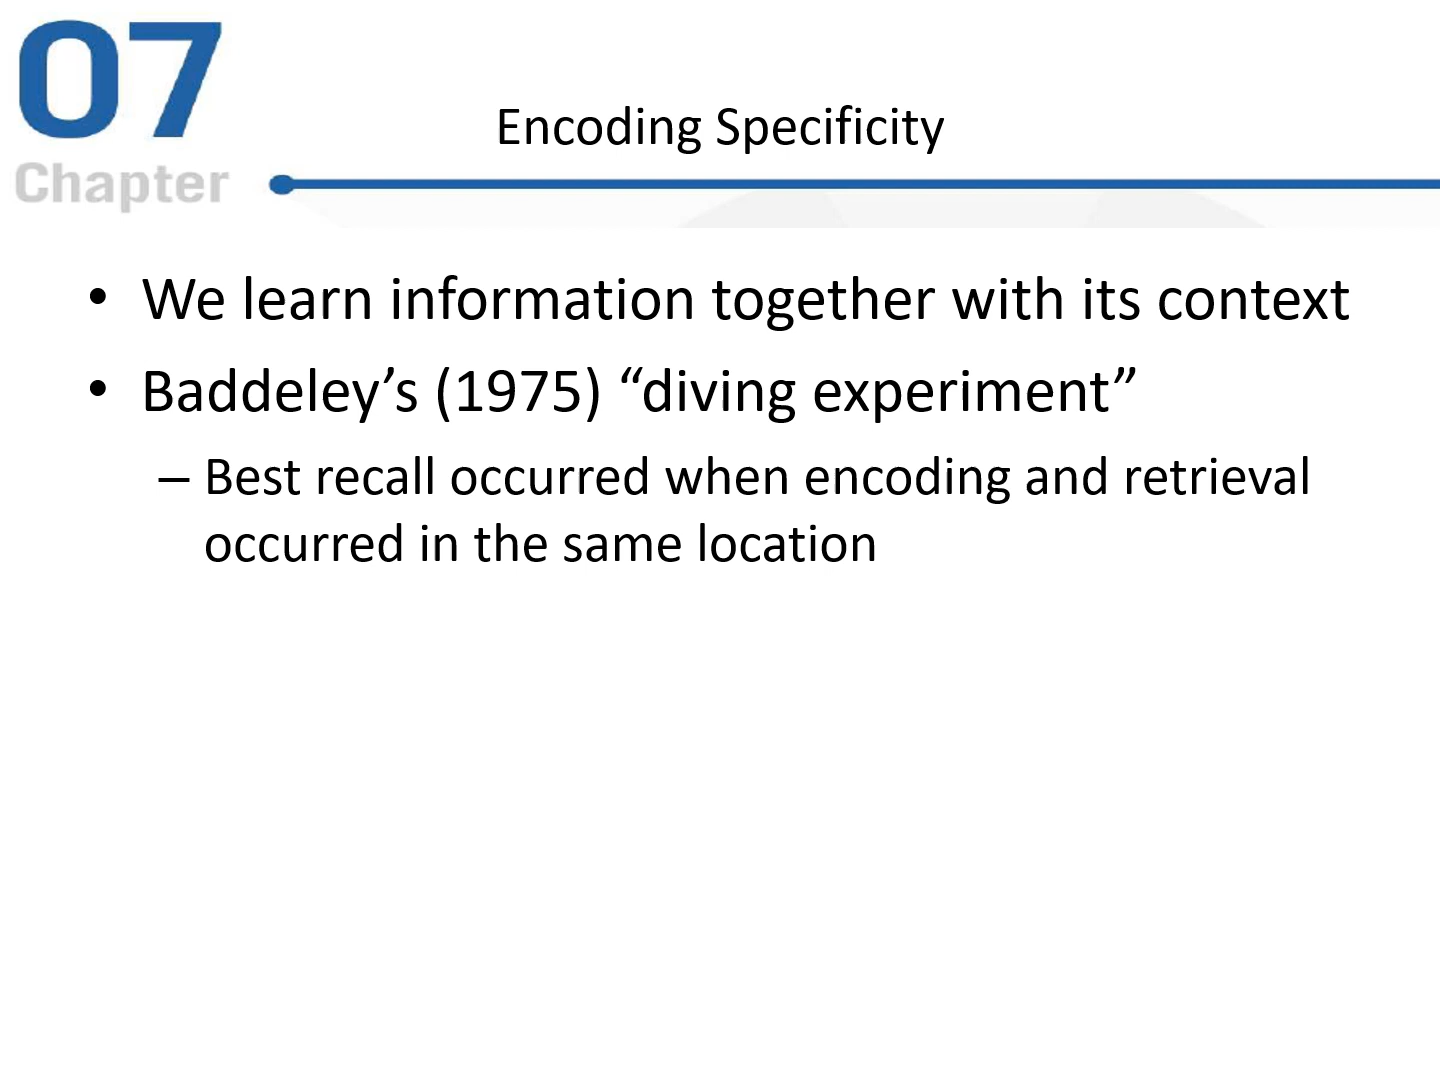 07
Chapter
Encoding Specificity
• We learn information together with its context
• Baddeley’s (1975) “diving experiment”
– Best recall occurred when encoding and retrieval
occurred in the same location